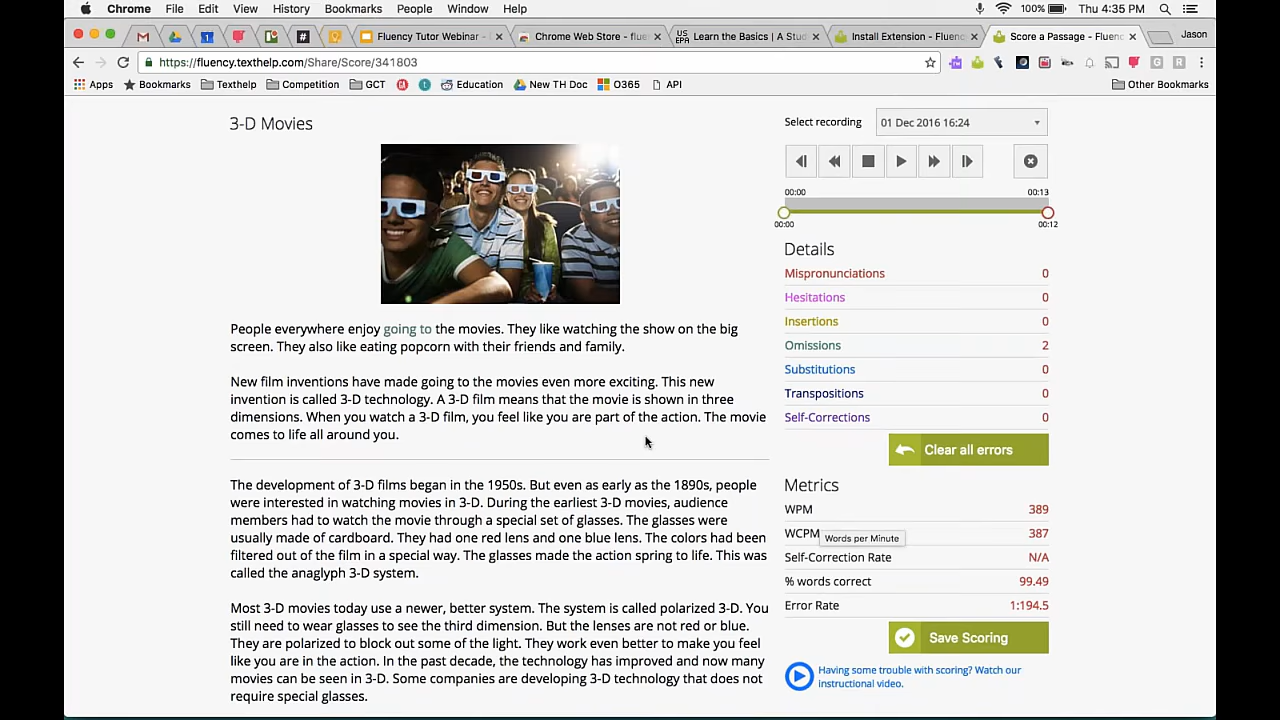 Chrome File Edit View History Bookmarks People Window Help 100% Thu 4:35 PM
Fluency Tutor Webinar - Chrome Web Store - fluenc US EPA Learn the Basics | A Stud Install Extension - Fluenc Score a Passage - Fluenc Jason
https://fluency.texthelp.com/Share/Score/341803
Apps Bookmarks Texthelp Competition GCT Education New TH Doc O365 API Other Bookmarks
3-D Movies
People everywhere enjoy going to the movies. They like watching the show on the big
screen. They also like eating popcorn with their friends and family.
New film inventions have made going to the movies even more exciting. This new
invention is called 3-D technology. A 3-D film means that the movie is shown in three
dimensions. When you watch a 3-D film, you feel like you are part of the action. The movie
comes to life all around you.
The development of 3-D films began in the 1950s. But even as early as the 1890s, people
were interested in watching movies in 3-D. During the earliest 3-D movies, audience
members had to watch the movie through a special set of glasses. The glasses were
usually made of cardboard. They had one red lens and one blue lens. The colors had been
filtered out of the film in a special way. The glasses made the action spring to life. This was
called the anaglyph 3-D system.
Most 3-D movies today use a newer, better system. The system is called polarized 3-D. You
still need to wear glasses to see the third dimension. But the lenses are not red or blue.
They are polarized to block out some of the light. They work even better to make you feel
like you are in the action. In the past decade, the technology has improved and now many
movies can be seen in 3-D. Some companies are developing 3-D technology that does not
require special glasses.
Select recording 01 Dec 2016 16:24
00:00 00:13
00:00 00:12
Details
Mispronunciations 0
Hesitations 0
Insertions 0
Omissions 2
Substitutions 0
Transpositions 0
Self-Corrections 0
Clear all errors
Metrics
WPM 389
WCPM 387
Words per Minute
Self-Correction Rate N/A
% words correct 99.49
Error Rate 1:194.5
Save Scoring
Having some trouble with scoring? Watch our
instructional video.